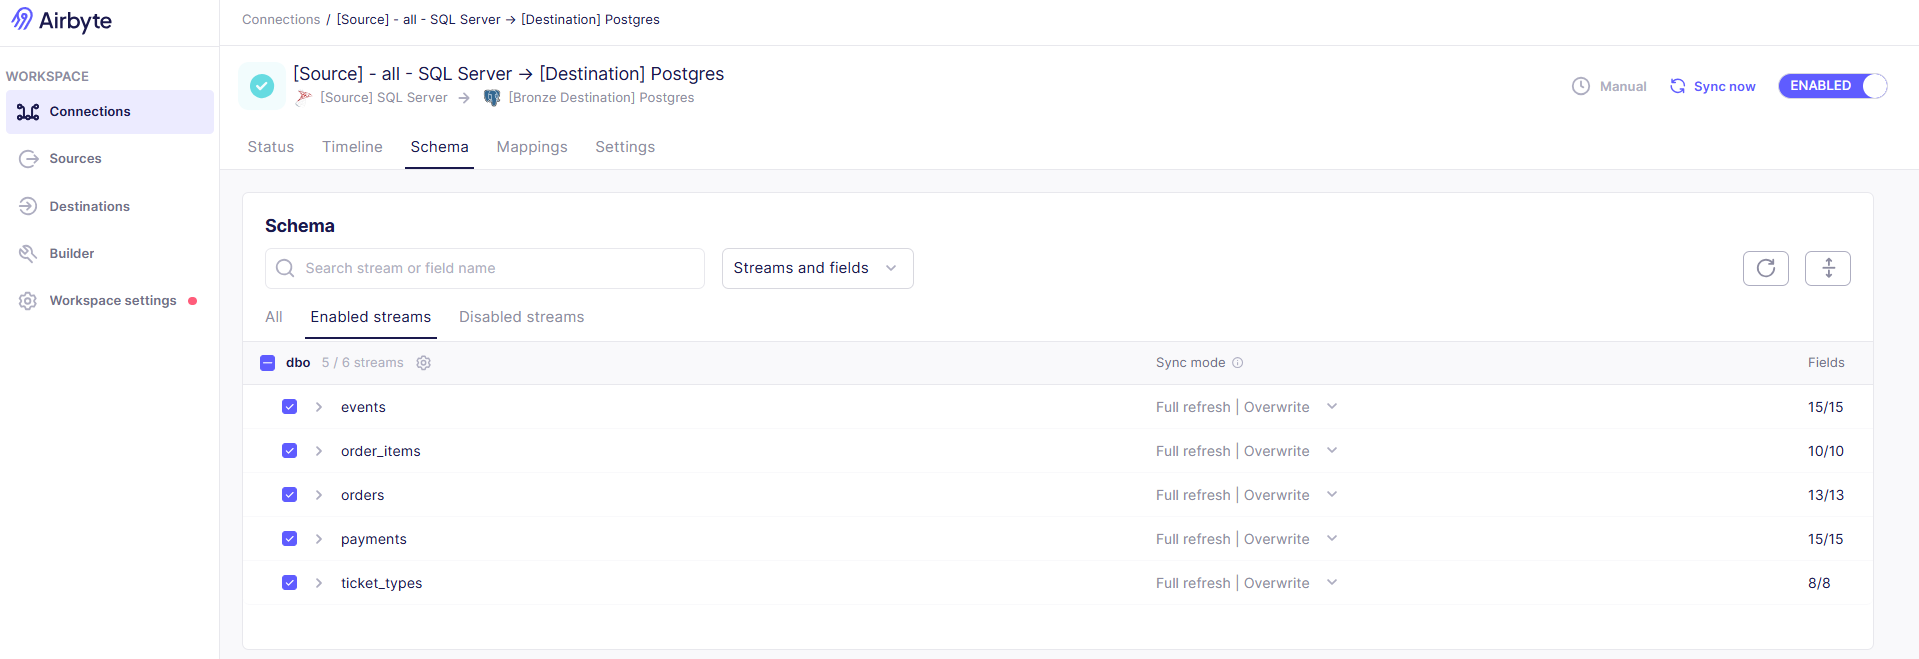 Airbyte
Connections / [Source] - all - SQL Server → [Destination] Postgres
WORKSPACE
Connections
Sources
Destinations
Builder
Workspace settings
[Source] - all - SQL Server → [Destination] Postgres
[Source] SQL Server → [Bronze Destination] Postgres
Manual
Sync now
ENABLED
Status Timeline Schema Mappings Settings
Schema
Search stream or field name
Streams and fields
All Enabled streams Disabled streams
dbo 5 / 6 streams Sync mode Fields
events Full refresh | Overwrite 15/15
order_items Full refresh | Overwrite 10/10
orders Full refresh | Overwrite 13/13
payments Full refresh | Overwrite 15/15
ticket_types Full refresh | Overwrite 8/8